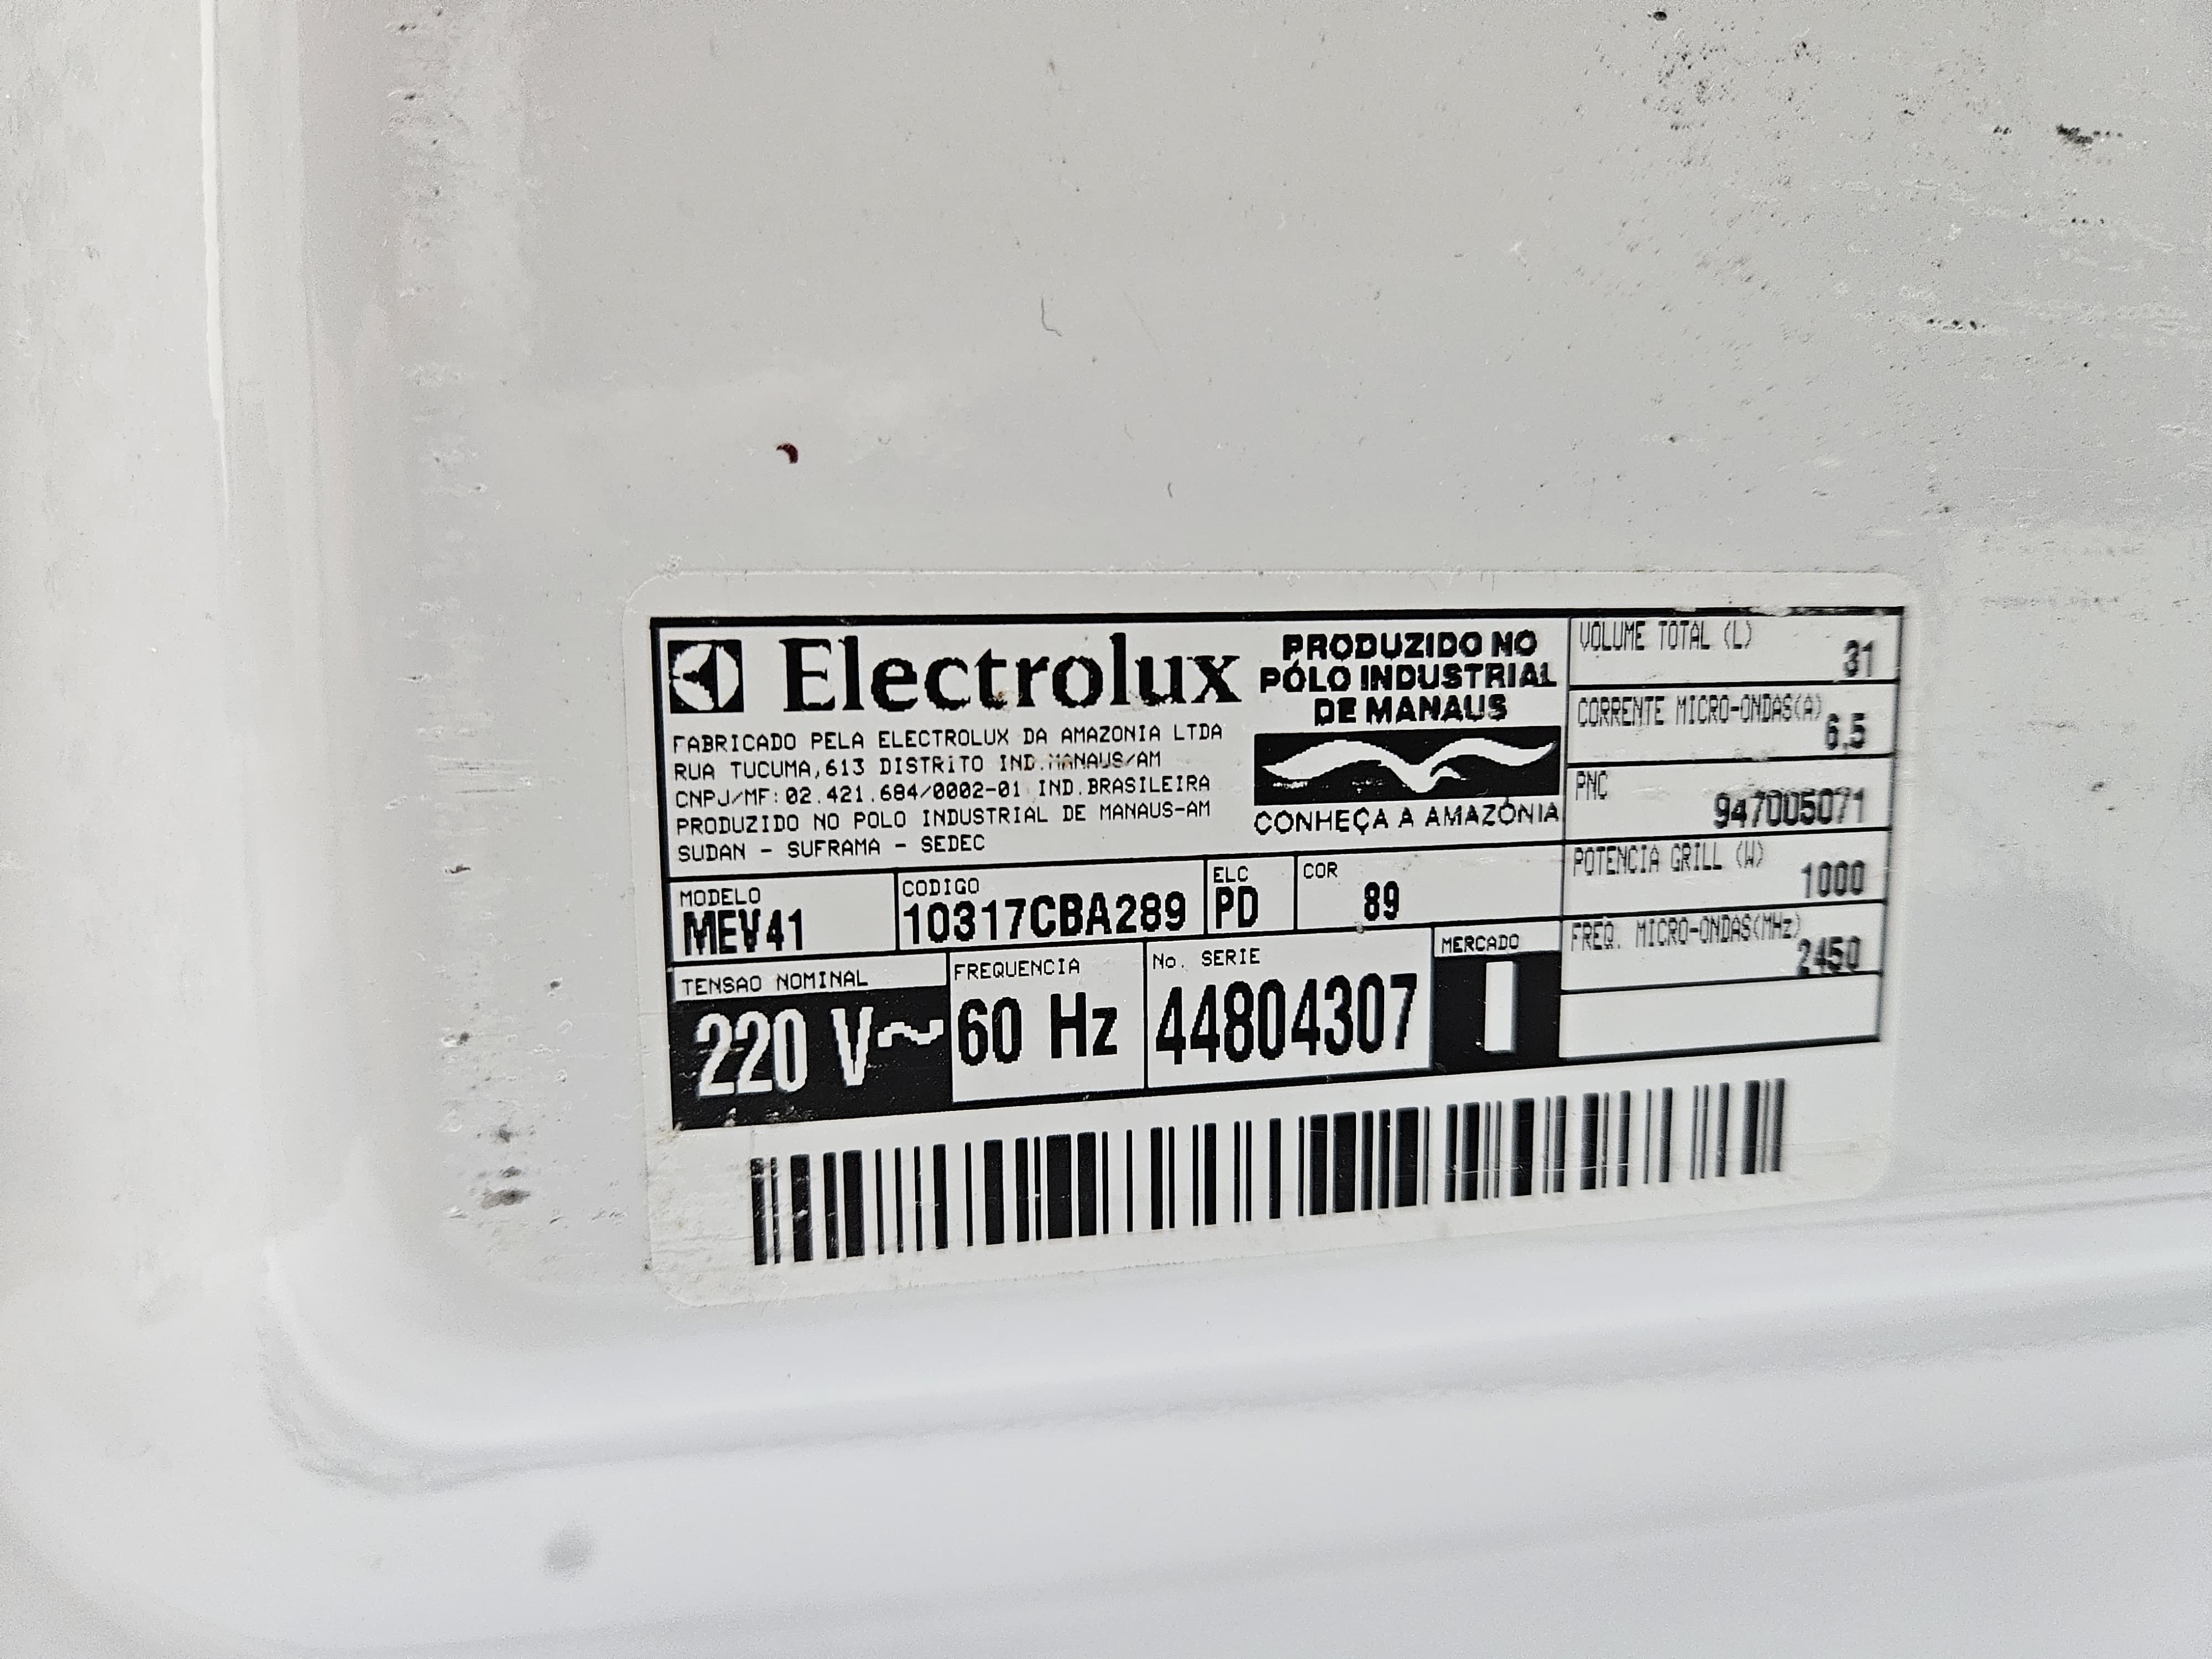 Electrolux
PRODUZIDO NO
PÓLO INDUSTRIAL
DE MANAUS
CONHEÇA A AMAZÔNIA
FABRICADO PELA ELECTROLUX DA AMAZONIA LTDA
RUA TUCUMA,613 DISTRITO IND.MANAUS/AM
CNPJ/MF:02.421.684/0002-01 IND.BRASILEIRA
PRODUZIDO NO POLO INDUSTRIAL DE MANAUS-AM
SUDAN - SUFRAMA - SEDEC
VOLUME TOTAL (L)
31
CORRENTE MICRO-ONDAS(A)
6,5
PNC
947005071
POTENCIA GRILL (W)
1000
FREQ. MICRO-ONDAS(MHz)
2450
MODELO
MEV41
CODIGO
10317CBA289
ELC
PD
COR
89
TENSAO NOMINAL
220 V~
FREQUENCIA
60 Hz
No. SERIE
44804307
MERCADO
I